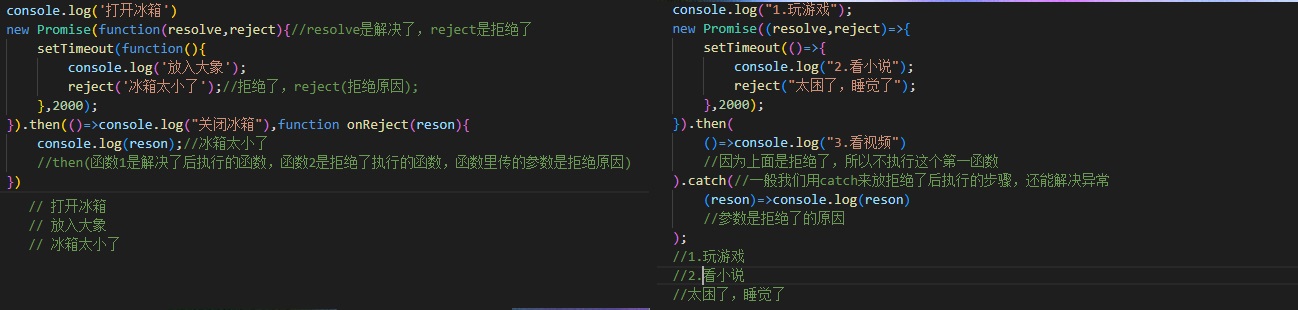 console.log('打开冰箱')
new Promise(function(resolve,reject){//resolve是解决了，reject是拒绝了
    setTimeout(function(){
        console.log('放入大象');
        reject('冰箱太小了');//拒绝了，reject(拒绝原因);
    },2000);
}).then(()=>console.log("关闭冰箱"),function onReject(reson){
    console.log(reson);//冰箱太小了
    //then(函数1是解决了后执行的函数，函数2是拒绝了执行的函数，函数里传的参数是拒绝原因)
})
// 打开冰箱
// 放入大象
// 冰箱太小了
console.log("1.玩游戏");
new Promise((resolve,reject)=>{
    setTimeout(()=>{
        console.log("2.看小说");
        reject("太困了，睡觉了");
    },2000);
}).then(
    ()=>console.log("3.看视频")
    //因为上面是拒绝了，所以不执行这个第一函数
).catch(//一般我们用catch来放拒绝了后执行的步骤，还能解决异常
    (reson)=>console.log(reson)
    //参数是拒绝了的原因
);
//1.玩游戏
//2.看小说
//太困了，睡觉了